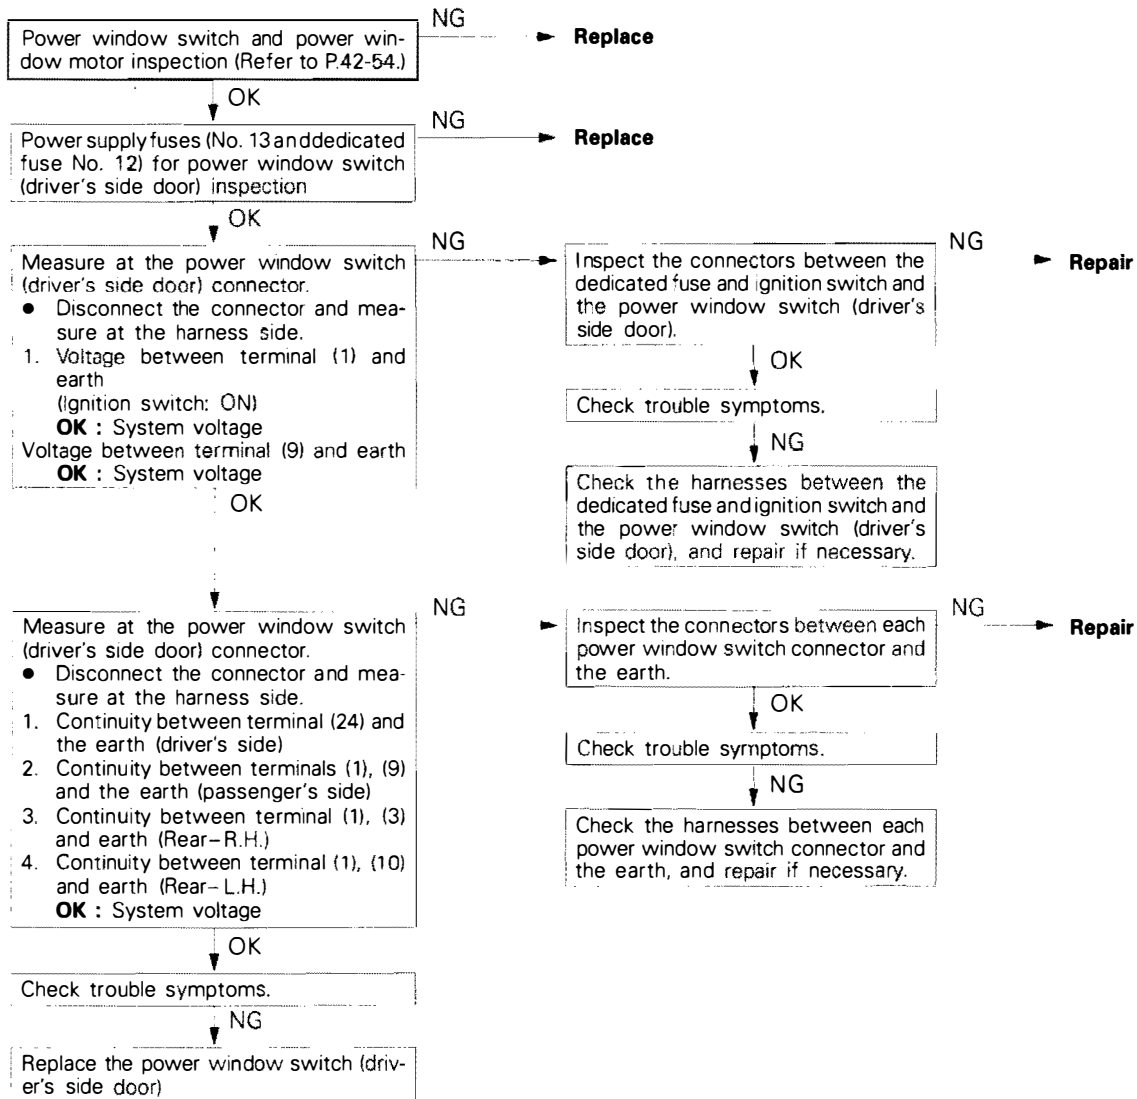 Power window switch and power win-
dow motor inspection (Refer to P.42-54.)
NG
Replace
OK
Power supply fuses (No. 13 and dedicated
fuse No. 12) for power window switch
(driver's side door) inspection
NG
Replace
OK
Measure at the power window switch
(driver's side door) connector.
● Disconnect the connector and mea-
sure at the harness side.
1. Voltage between terminal (1) and
earth
(Ignition switch: ON)
OK : System voltage
Voltage between terminal (9) and earth
OK : System voltage
NG
Inspect the connectors between the
dedicated fuse and ignition switch and
the power window switch (driver's
side door).
NG
Repair
OK
Check trouble symptoms.
NG
Check the harnesses between the
dedicated fuse and ignition switch and
the power window switch (driver's
side door), and repair if necessary.
OK
Measure at the power window switch
(driver's side door) connector.
● Disconnect the connector and mea-
sure at the harness side.
1. Continuity between terminal (24) and
the earth (driver's side)
2. Continuity between terminals (1), (9)
and the earth (passenger's side)
3. Continuity between terminal (1), (3)
and earth (Rear–R.H.)
4. Continuity between terminal (1), (10)
and earth (Rear–L.H.)
OK : System voltage
NG
Inspect the connectors between each
power window switch connector and
the earth.
NG
Repair
OK
Check trouble symptoms.
NG
Check the harnesses between each
power window switch connector and
the earth, and repair if necessary.
OK
Check trouble symptoms.
NG
Replace the power window switch (driv-
er's side door)